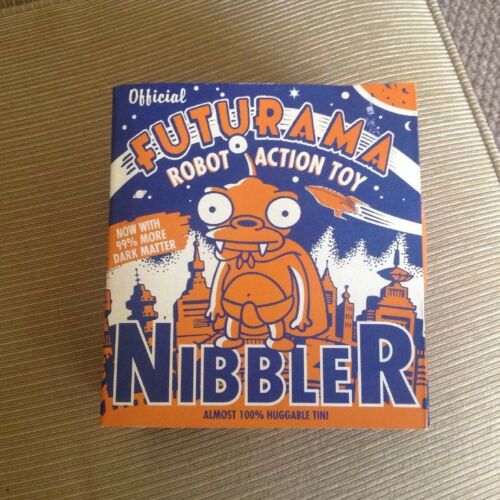 Official
FUTURAMA
ROBOT ACTION TOY
NOW WITH
99% MORE
DARK MATTER
NIBBLER
ALMOST 100% HUGGABLE TIN!